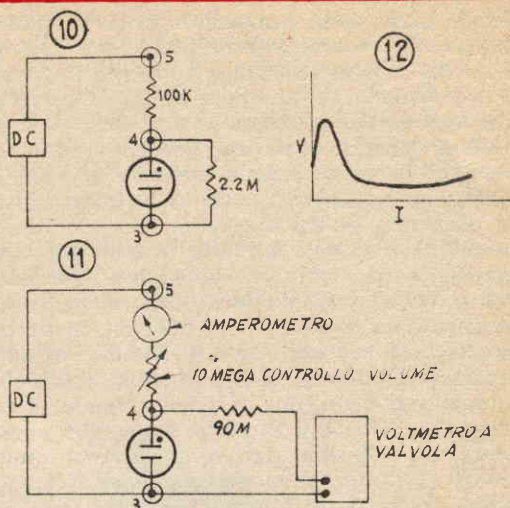 10
12
5
100K
DC
4
2.2M
3
V
I
11
5
AMPEROMETRO
10 MEGA CONTROLLO VOLUME
DC
4
90M
VOLTMETRO A
VALVOLA
3